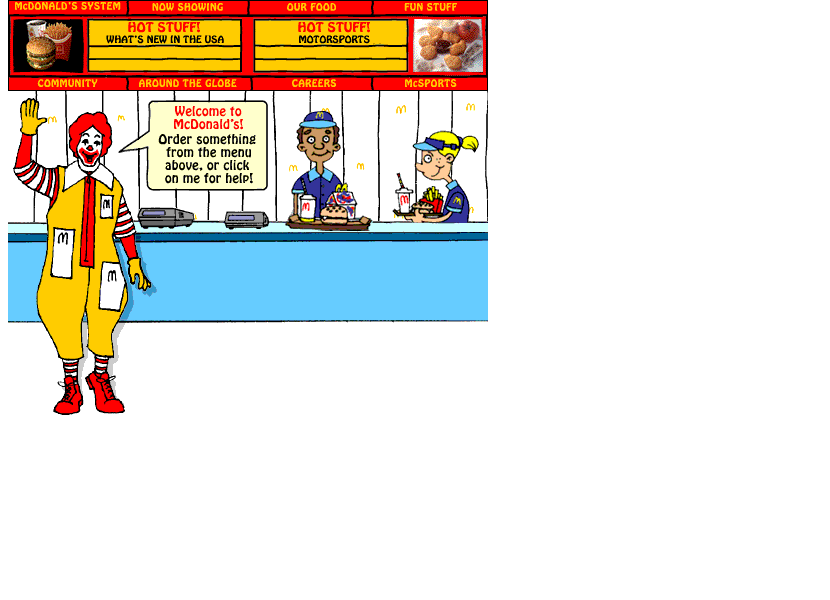 McDONALD'S SYSTEM NOW SHOWING OUR FOOD FUN STUFF
HOT STUFF!
WHAT'S NEW IN THE USA
HOT STUFF!
MOTORSPORTS
COMMUNITY AROUND THE GLOBE CAREERS McSPORTS
Welcome to
McDonald's!
Order something
from the menu
above, or click
on me for help!